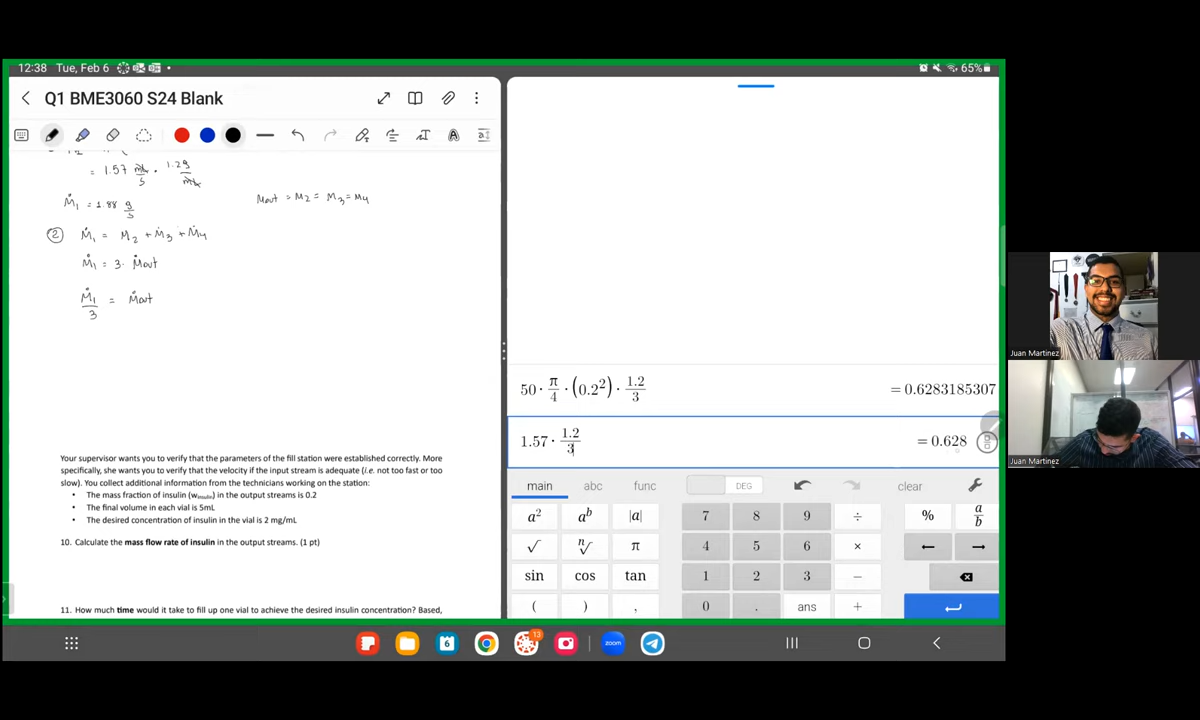 12:38 Tue, Feb 6
65%
Q1 BME3060 S24 Blank
= 1.57 mL/s · 1.2g/mL
Ṁ1 = 1.88 g/s
Mout = M2 = M3 = M4
② Ṁ1 = M2 + Ṁ3 + Ṁ4
Ṁ1 = 3 · Ṁout
Ṁ1/3 = Ṁout
Your supervisor wants you to verify that the parameters of the fill station were established correctly. More
specifically, she wants you to verify that the velocity if the input stream is adequate (i.e. not too fast or too
slow). You collect additional information from the technicians working on the station:
• The mass fraction of insulin (winsulin) in the output streams is 0.2
• The final volume in each vial is 5mL
• The desired concentration of insulin in the vial is 2 mg/mL
10. Calculate the mass flow rate of insulin in the output streams. (1 pt)
11. How much time would it take to fill up one vial to achieve the desired insulin concentration? Based,
50 · π/4 · (0.2²) · 1.2/3 = 0.6283185307
1.57 · 1.2/3 = 0.628
main abc func DEG clear
a² aᵇ |a| 7 8 9 ÷ % a/b
√ ⁿ√ π 4 5 6 × ← →
sin cos tan 1 2 3 −
( ) , 0 . ans +
6 13 zoom
Juan Martinez
Juan Martinez